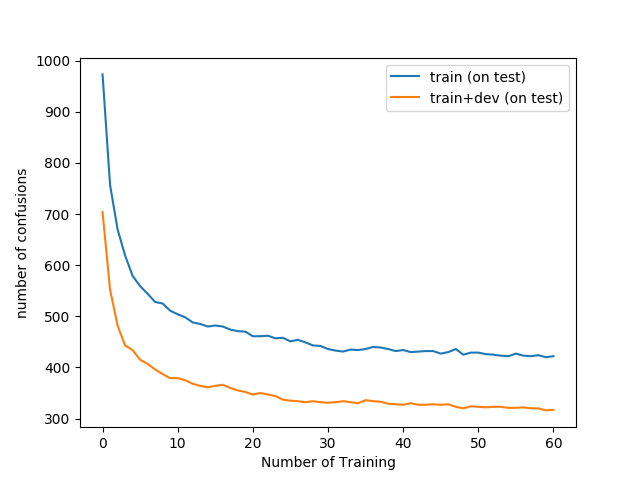 1000
900
800
700
600
500
400
300
number of confusions
0 10 20 30 40 50 60
Number of Training
train (on test)
train+dev (on test)